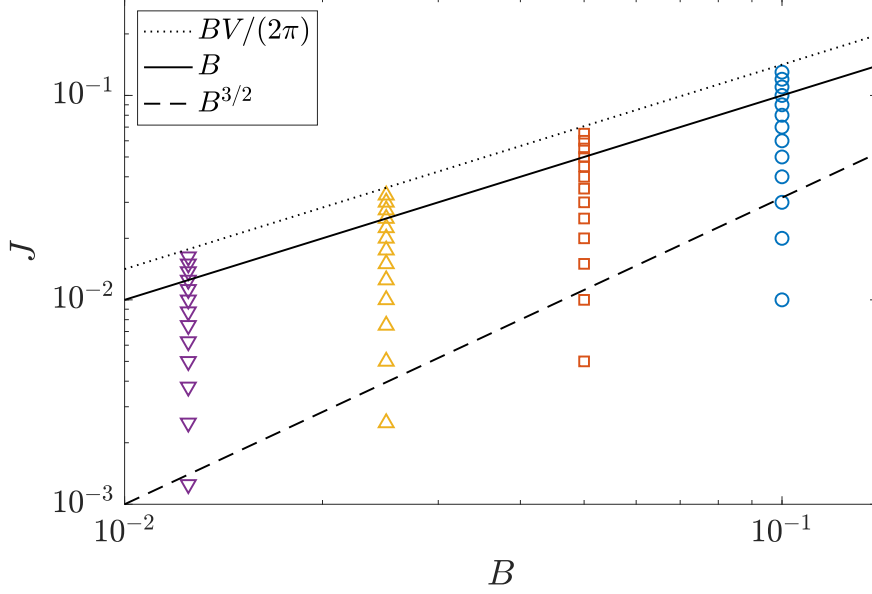 BV/(2π)
B
B^{3/2}
10^{-1}
10^{-2}
10^{-3}
J
10^{-2} 10^{-1}
B